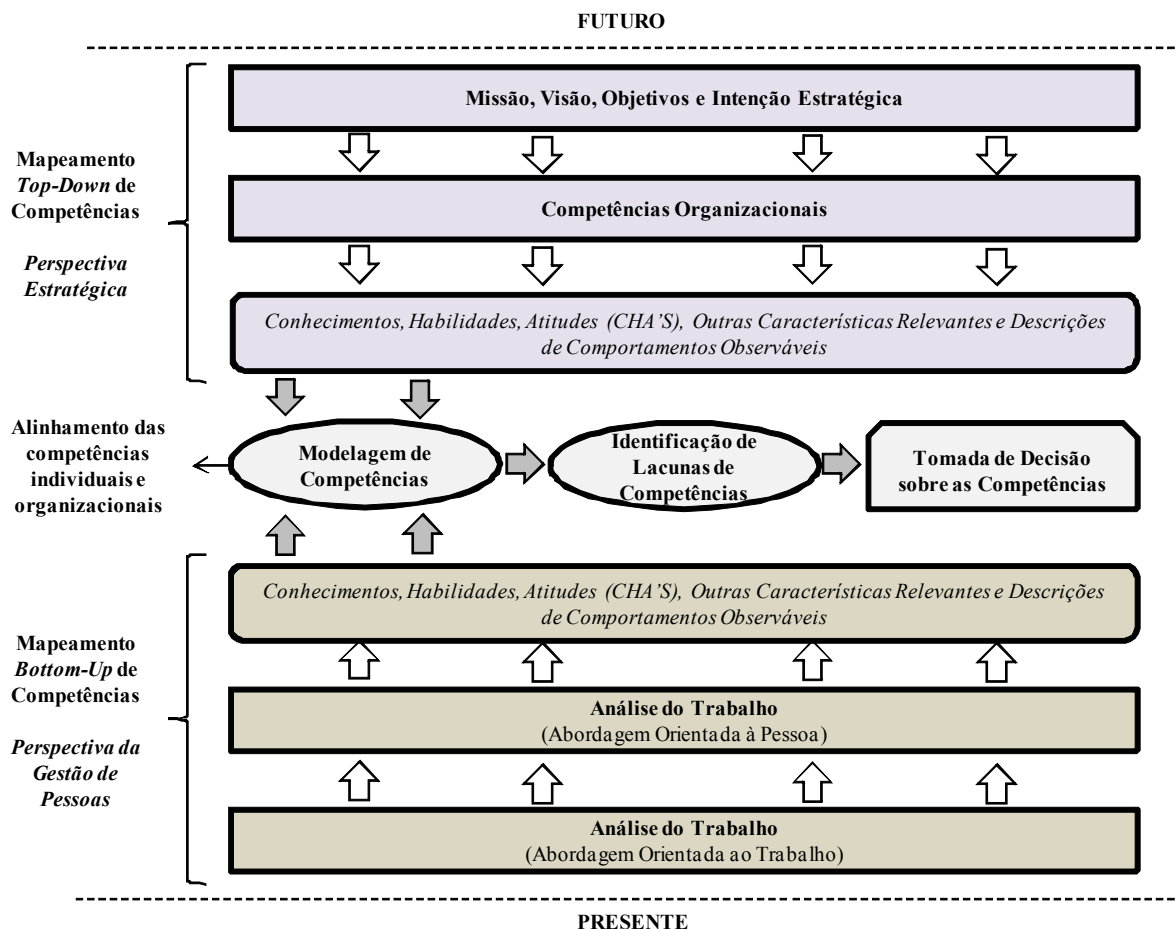 FUTURO
Missão, Visão, Objetivos e Intenção Estratégica
Mapeamento
Top-Down de
Competências
Perspectiva
Estratégica
Competências Organizacionais
Conhecimentos, Habilidades, Atitudes (CHA'S), Outras Características Relevantes e Descrições
de Comportamentos Observáveis
Alinhamento das
competências
individuais e
organizacionais
Modelagem de
Competências
Identificação de
Lacunas de
Competências
Tomada de Decisão
sobre as Competências
Conhecimentos, Habilidades, Atitudes (CHA'S), Outras Características Relevantes e Descrições
de Comportamentos Observáveis
Mapeamento
Bottom-Up de
Competências
Perspectiva da
Gestão de
Pessoas
Análise do Trabalho
(Abordagem Orientada à Pessoa)
Análise do Trabalho
(Abordagem Orientada ao Trabalho)
PRESENTE